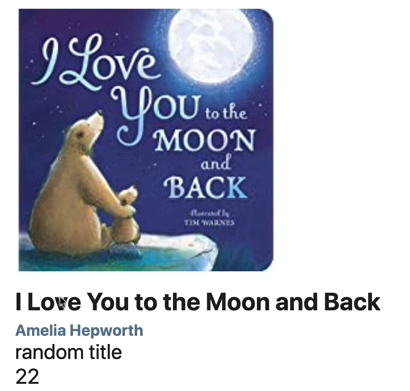 I Love
YOU to the
MOON
and
BACK
illustrated by
TIM WARNES
I Love You to the Moon and Back
Amelia Hepworth
random title
22